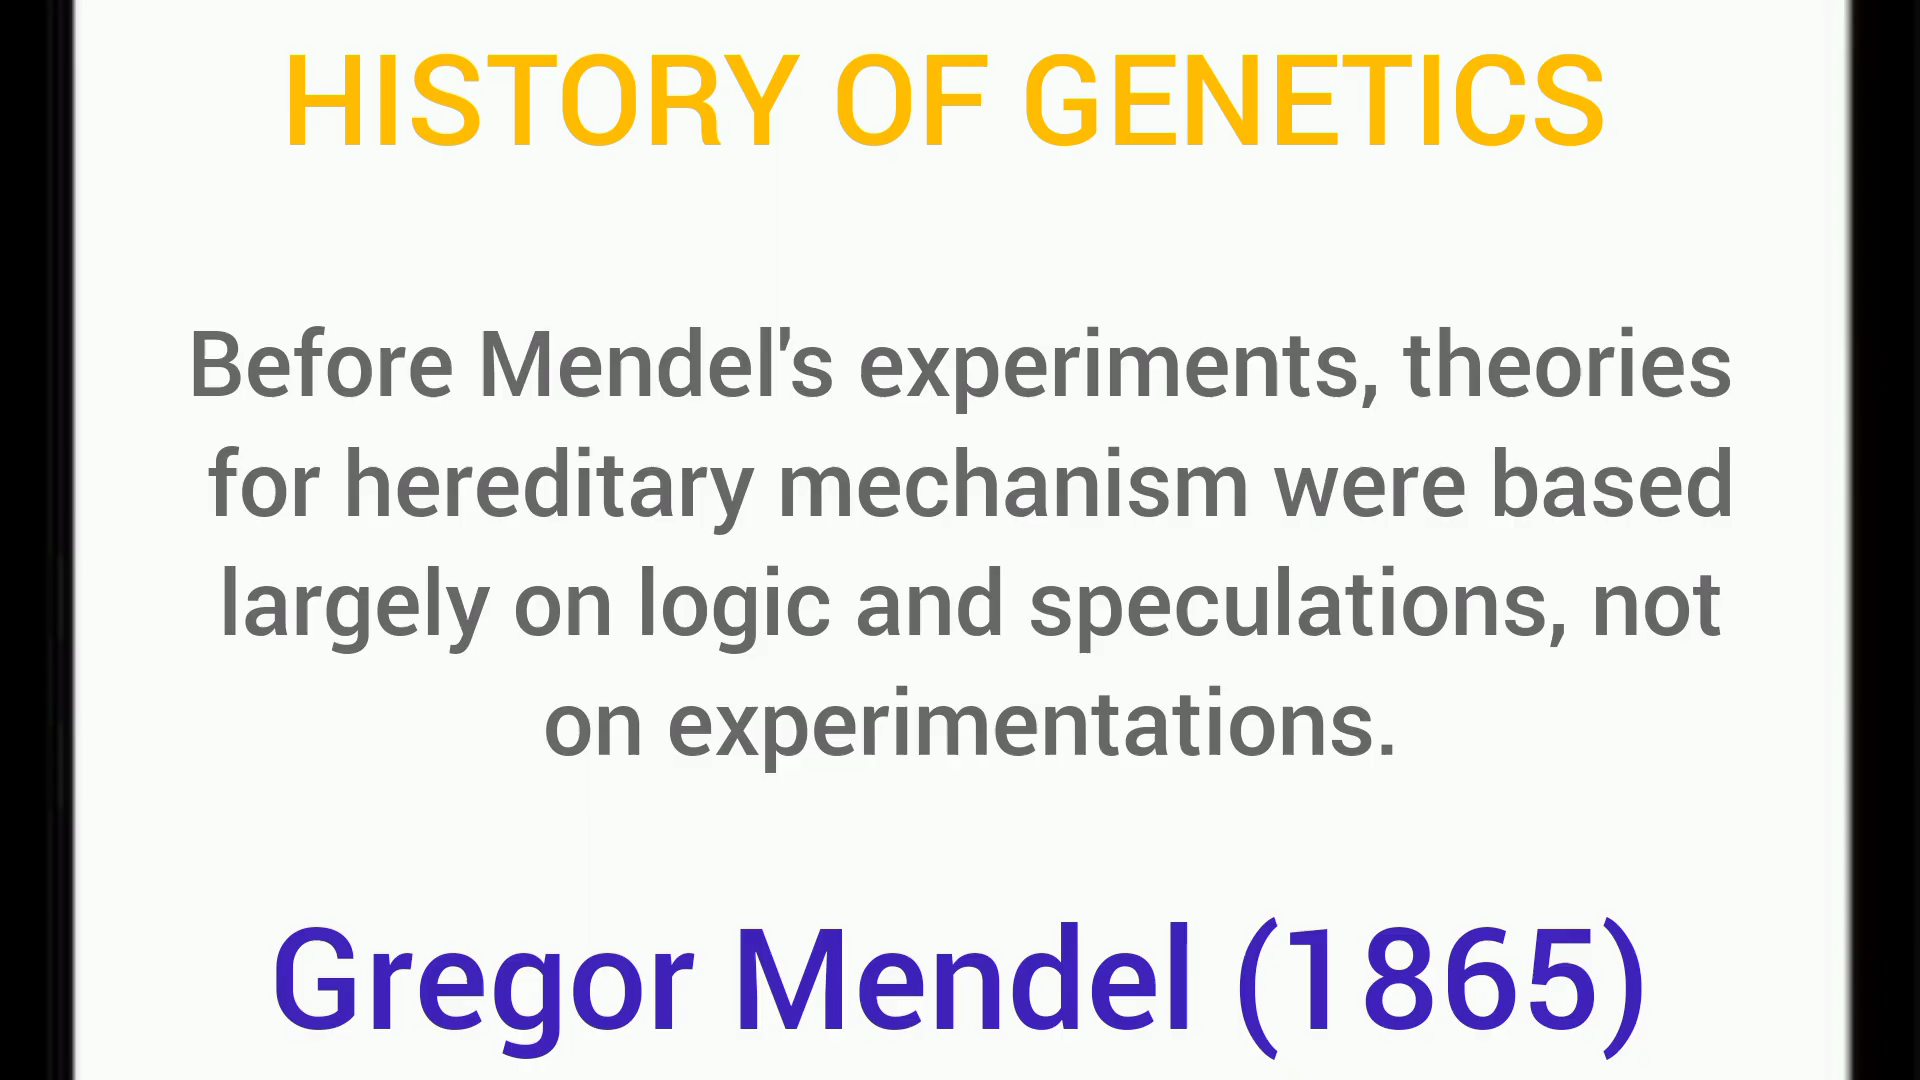 HISTORY OF GENETICS
Before Mendel's experiments, theories
for hereditary mechanism were based
largely on logic and speculations, not
on experimentations.
Gregor Mendel (1865)